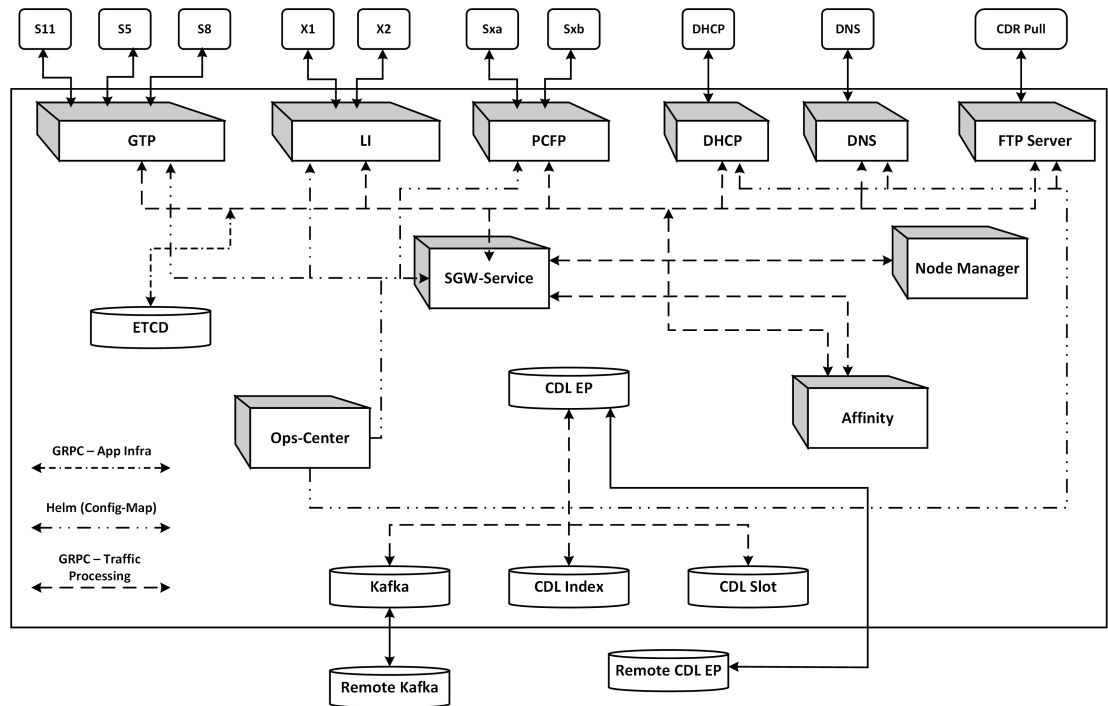 S11
S5
S8
X1
X2
Sxa
Sxb
DHCP
DNS
CDR Pull
GTP
LI
PCFP
DHCP
DNS
FTP Server
SGW-Service
Node Manager
ETCD
CDL EP
Ops-Center
Affinity
GRPC – App Infra
Helm (Config-Map)
GRPC – Traffic
Processing
Kafka
CDL Index
CDL Slot
Remote Kafka
Remote CDL EP